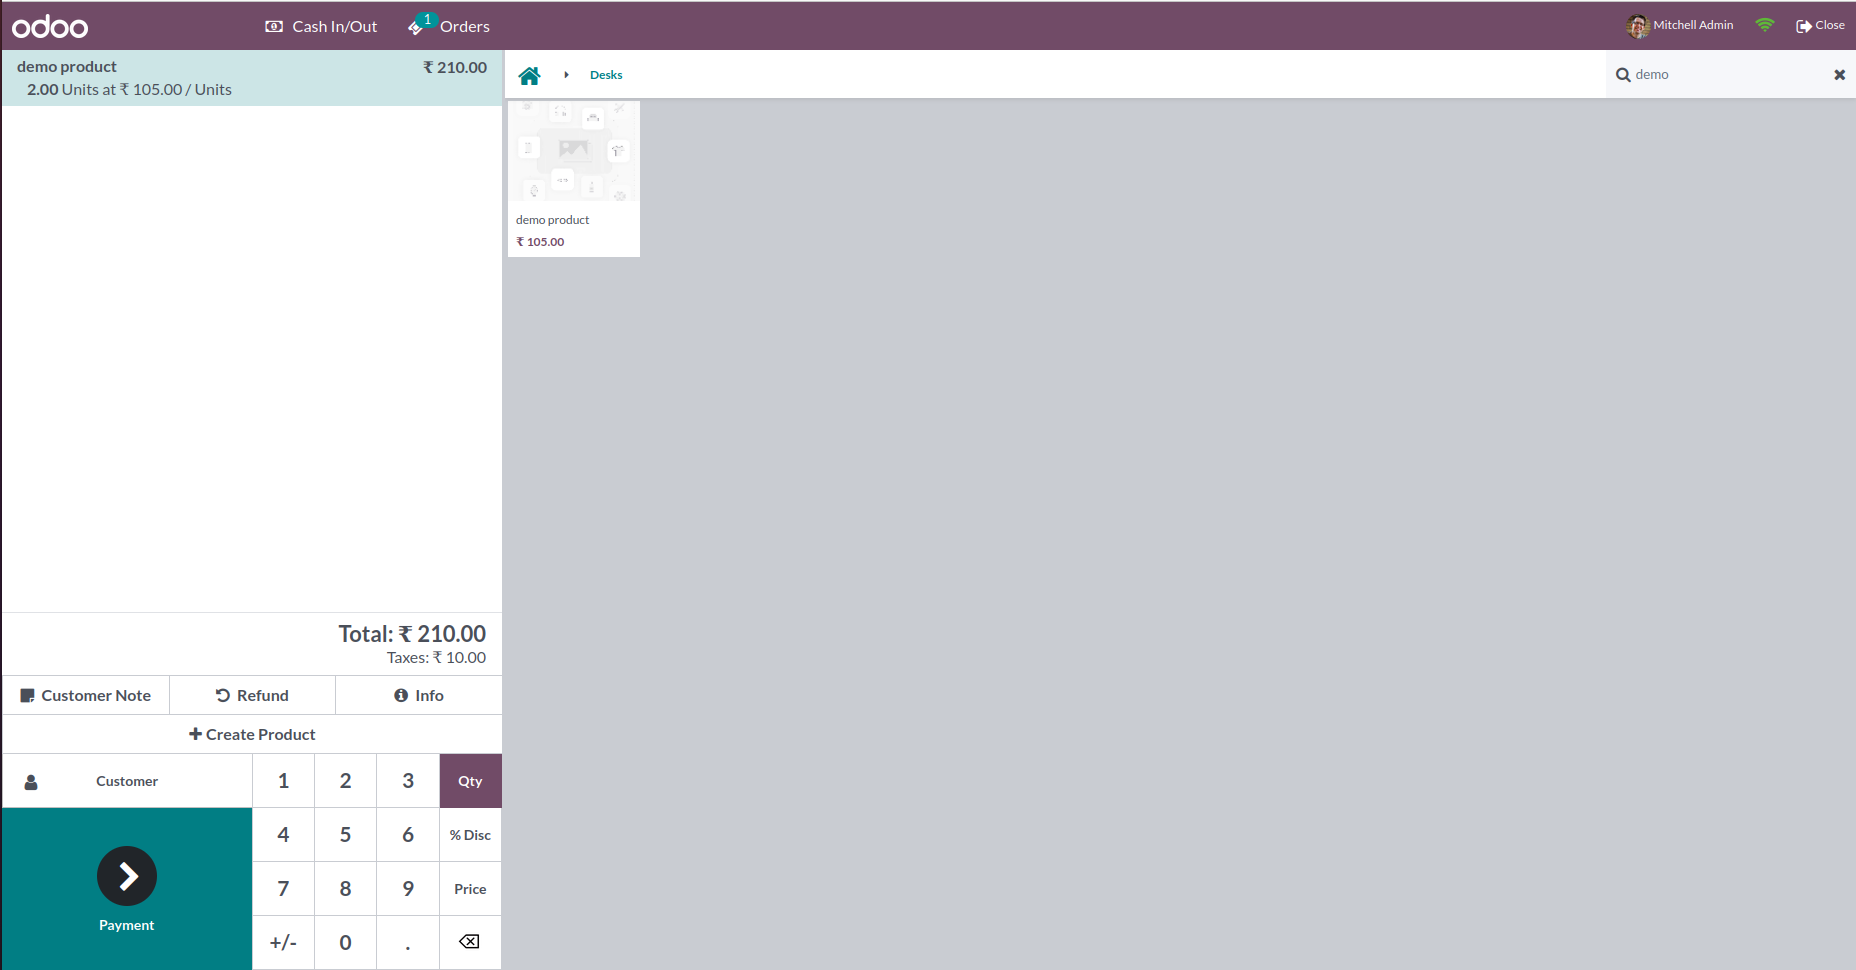 odoo
Cash In/Out
1
Orders
Mitchell Admin
Close
demo product
₹ 210.00
2.00 Units at ₹ 105.00 / Units
Desks
demo
demo product
₹ 105.00
Total: ₹ 210.00
Taxes: ₹ 10.00
Customer Note
Refund
Info
Create Product
Customer
1
2
3
Qty
4
5
6
% Disc
Payment
7
8
9
Price
+/-
0
.